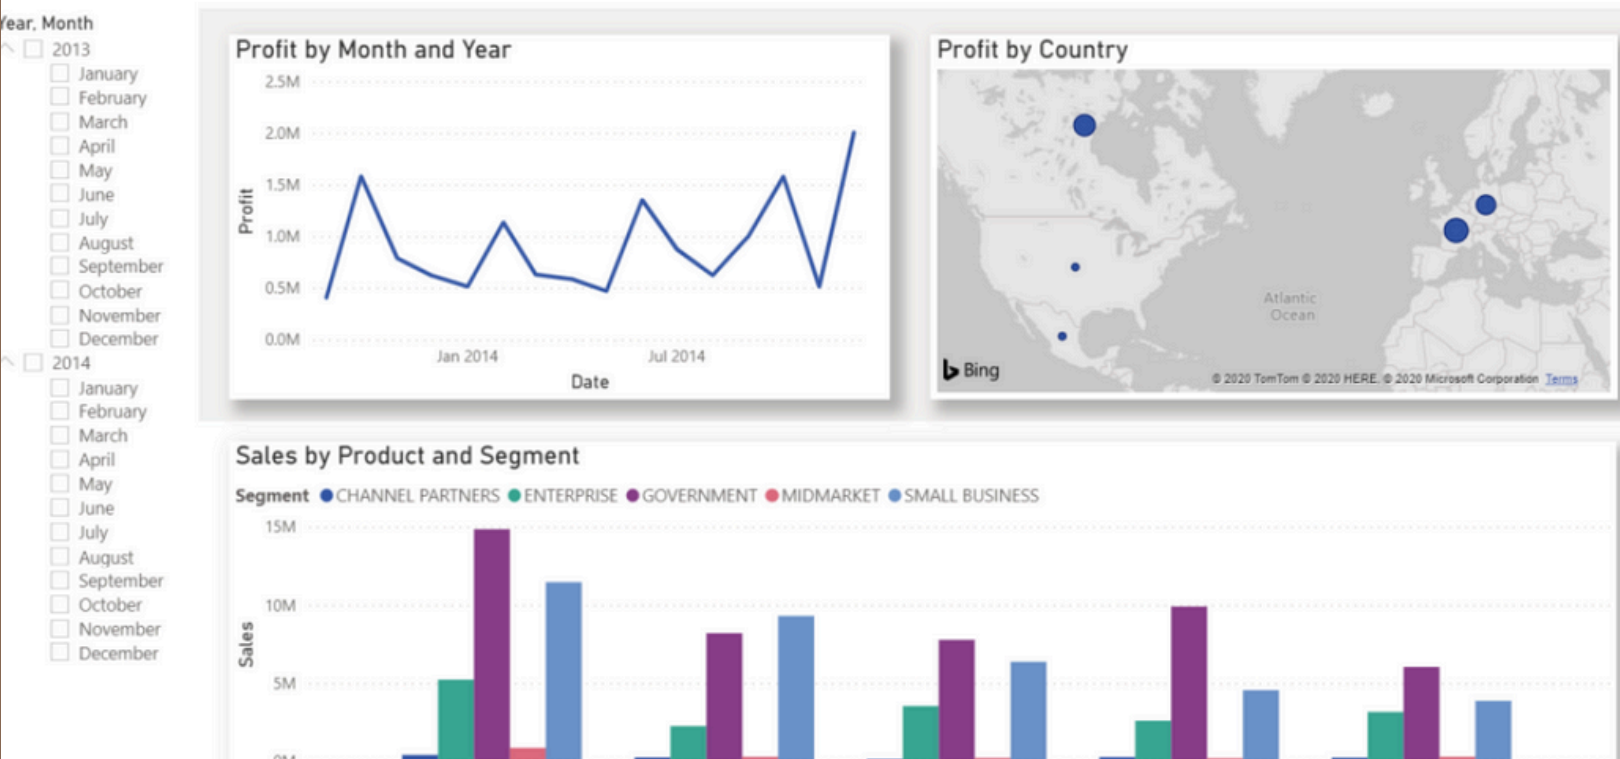 Year, Month
2013
January
February
March
April
May
June
July
August
September
October
November
December
2014
January
February
March
April
May
June
July
August
September
October
November
December
Profit by Month and Year
2.5M
2.0M
1.5M
1.0M
0.5M
0.0M
Profit
Jan 2014 Jul 2014
Date
Profit by Country
Atlantic
Ocean
Bing
© 2020 TomTom © 2020 HERE, © 2020 Microsoft Corporation Terms
Sales by Product and Segment
Segment CHANNEL PARTNERS ENTERPRISE GOVERNMENT MIDMARKET SMALL BUSINESS
15M
10M
5M
0M
Sales